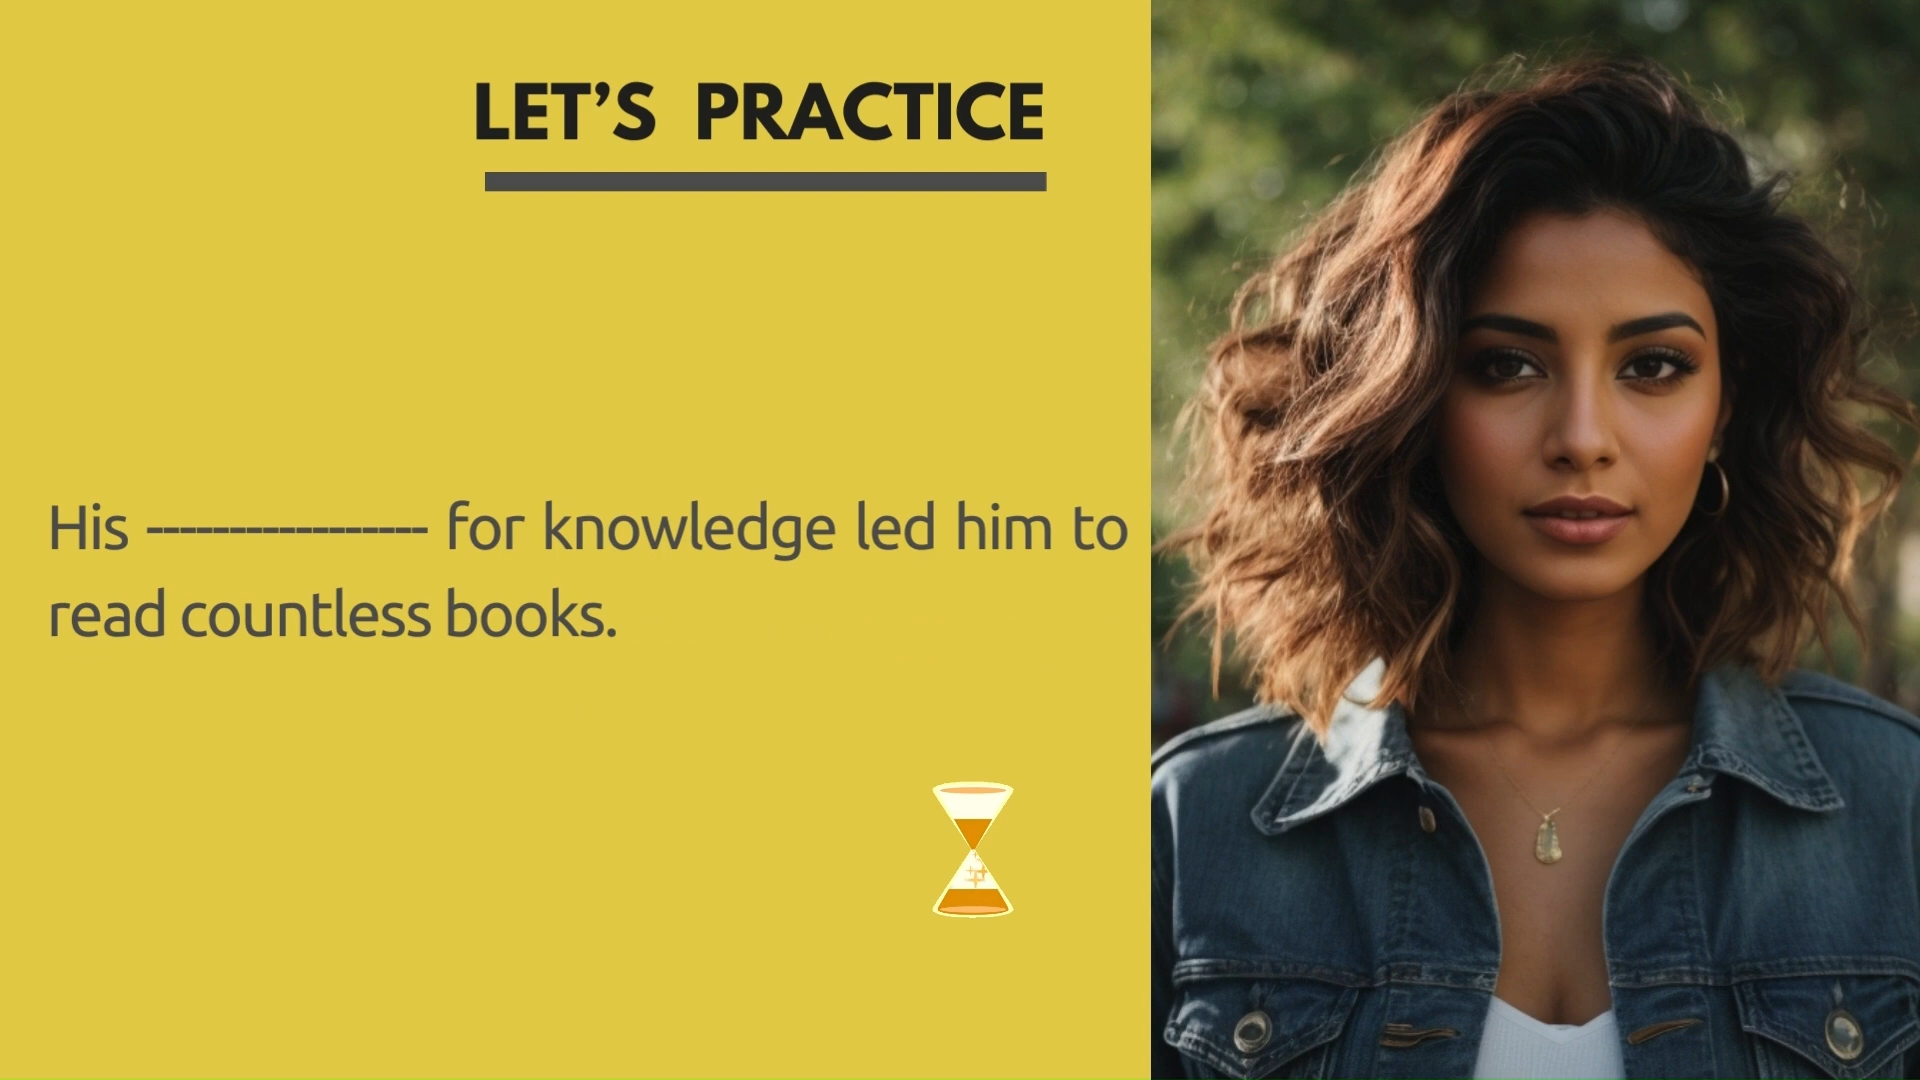 LET’S PRACTICE
His ----------------- for knowledge led him to
read countless books.